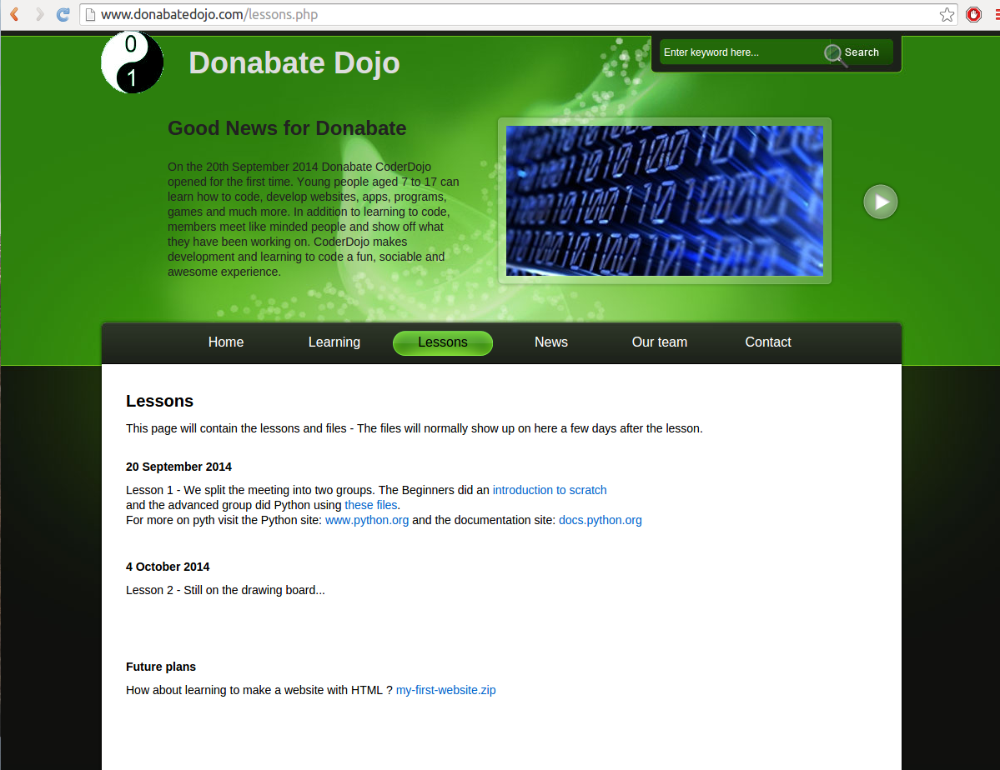 www.donabatedojo.com/lessons.php
0
1
Donabate Dojo
Enter keyword here...
Search
Good News for Donabate
On the 20th September 2014 Donabate CoderDojo
opened for the first time. Young people aged 7 to 17 can
learn how to code, develop websites, apps, programs,
games and much more. In addition to learning to code,
members meet like minded people and show off what
they have been working on. CoderDojo makes
development and learning to code a fun, sociable and
awesome experience.
Home Learning Lessons News Our team Contact
Lessons
This page will contain the lessons and files - The files will normally show up on here a few days after the lesson.
20 September 2014
Lesson 1 - We split the meeting into two groups. The Beginners did an introduction to scratch
and the advanced group did Python using these files.
For more on pyth visit the Python site: www.python.org and the documentation site: docs.python.org
4 October 2014
Lesson 2 - Still on the drawing board...
Future plans
How about learning to make a website with HTML ? my-first-website.zip